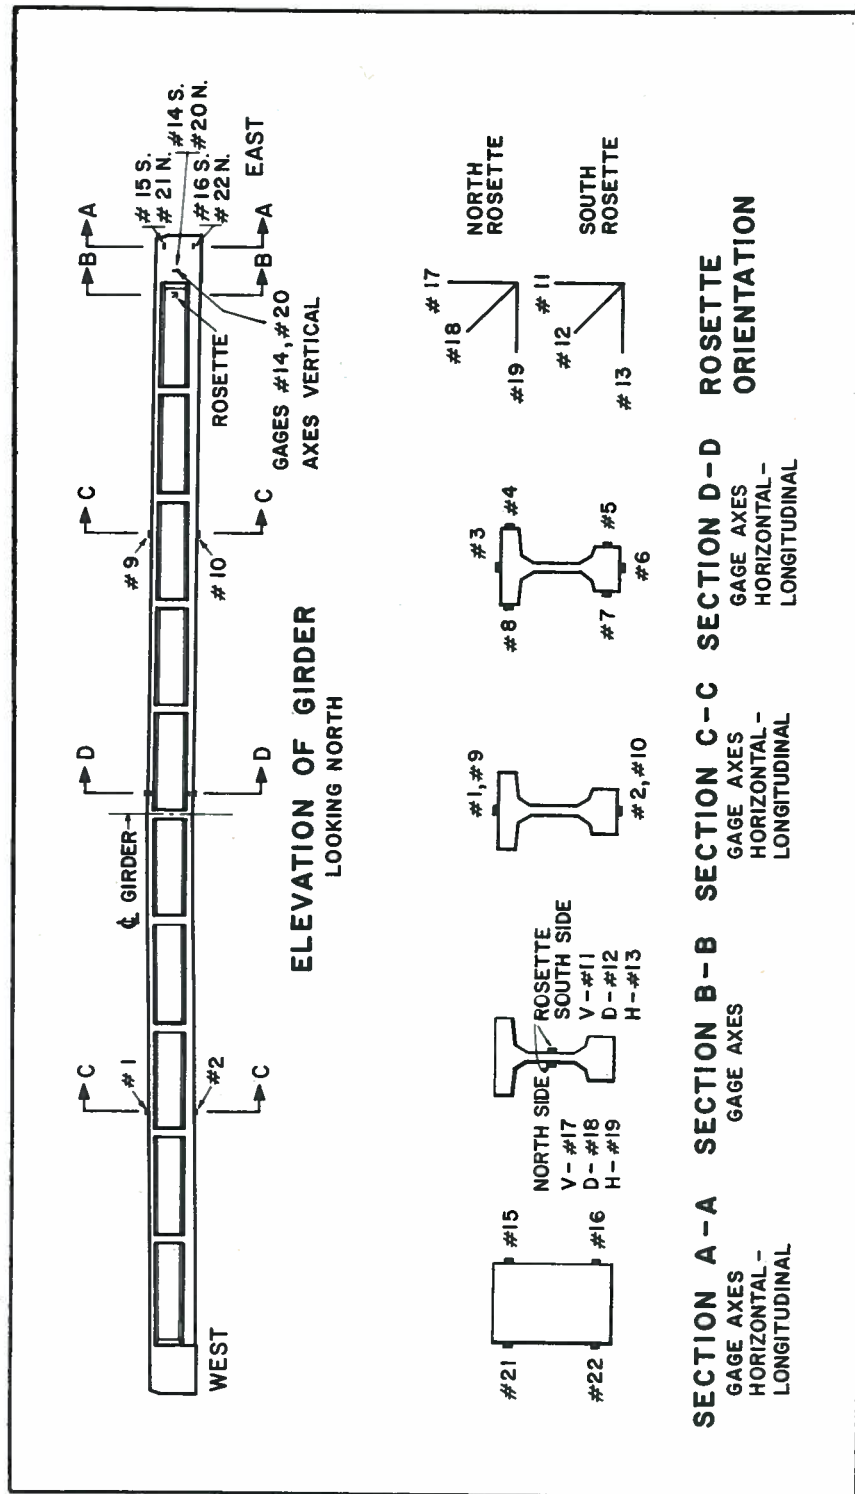 A
B
# 15 S.
# 21 N.
#14 S.
#20 N.
#16 S.
#22 N.
EAST
A
B
ROSETTE
GAGES #14, #20
AXES VERTICAL
C
#9
#10
C
D
D
℄ GIRDER
C
#1
#2
C
WEST
ELEVATION OF GIRDER
LOOKING NORTH
#21
#15
#22
#16
SECTION A-A
GAGE AXES
HORIZONTAL-
LONGITUDINAL
NORTH SIDE
V-#17
D-#18
H-#19
ROSETTE
SOUTH SIDE
V-#11
D-#12
H-#13
SECTION B-B
GAGE AXES
#1, #9
#2, #10
SECTION C-C
GAGE AXES
HORIZONTAL-
LONGITUDINAL
#3
#8
#4
#7
#5
#6
SECTION D-D
GAGE AXES
HORIZONTAL-
LONGITUDINAL
#17
#18
#19
NORTH
ROSETTE
#11
#12
#13
SOUTH
ROSETTE
ROSETTE
ORIENTATION